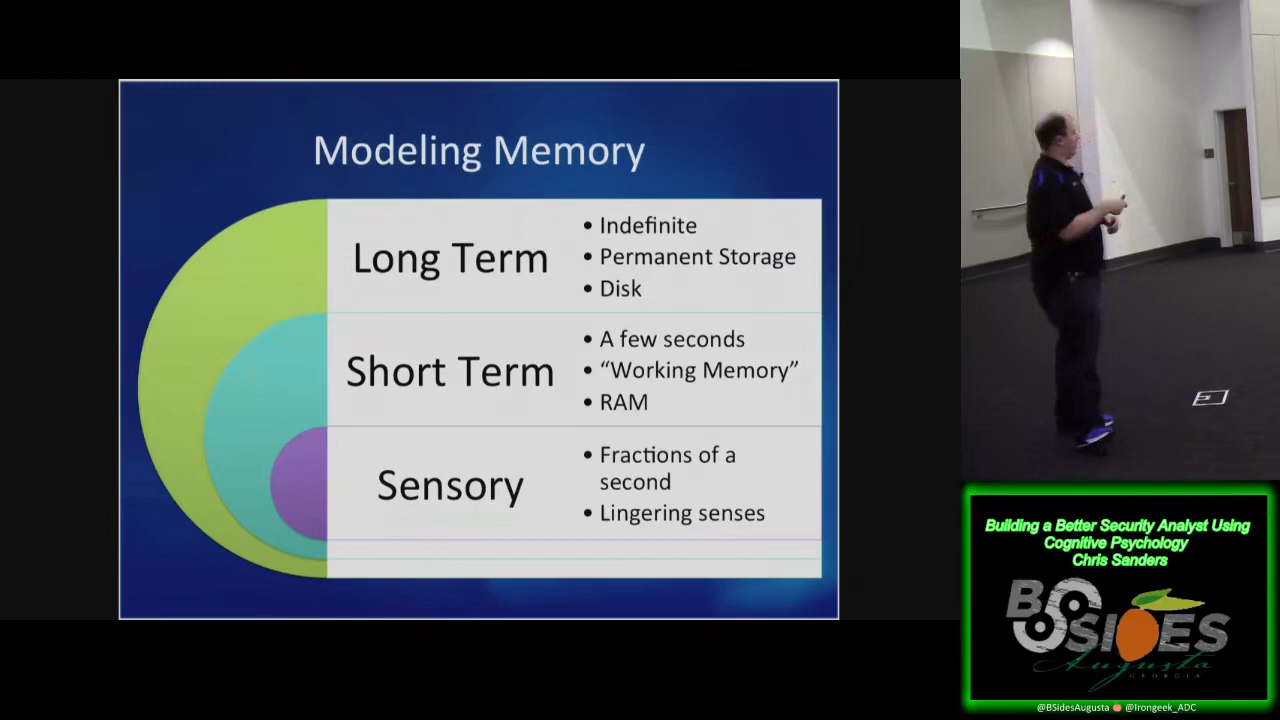 Modeling Memory
Long Term
• Indefinite
• Permanent Storage
• Disk
Short Term
• A few seconds
• “Working Memory”
• RAM
Sensory
• Fractions of a
second
• Lingering senses
Building a Better Security Analyst Using
Cognitive Psychology
Chris Sanders
BSIDES
Augusta
GEORGIA
@BSidesAugusta @Irongeek_ADC